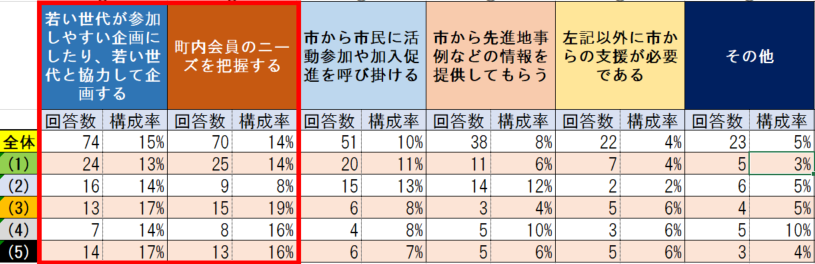 若い世代が参加
しやすい企画に
したり、若い世
代と協力して企
画する
町内会員のニー
ズを把握する
市から市民に活
動参加や加入促
進を呼び掛ける
市から先進地事
例などの情報を
提供してもらう
左記以外に市か
らの支援が必要
である
その他
回答数 構成率 回答数 構成率 回答数 構成率 回答数 構成率 回答数 構成率 回答数 構成率
全体 74 15% 70 14% 51 10% 38 8% 22 4% 23 5%
(1) 24 13% 25 14% 20 11% 11 6% 7 4% 5 3%
(2) 16 14% 9 8% 15 13% 14 12% 2 2% 6 5%
(3) 13 17% 15 19% 6 8% 3 4% 5 6% 4 5%
(4) 7 14% 8 16% 4 8% 5 10% 3 6% 5 10%
(5) 14 17% 13 16% 6 7% 5 6% 5 6% 3 4%